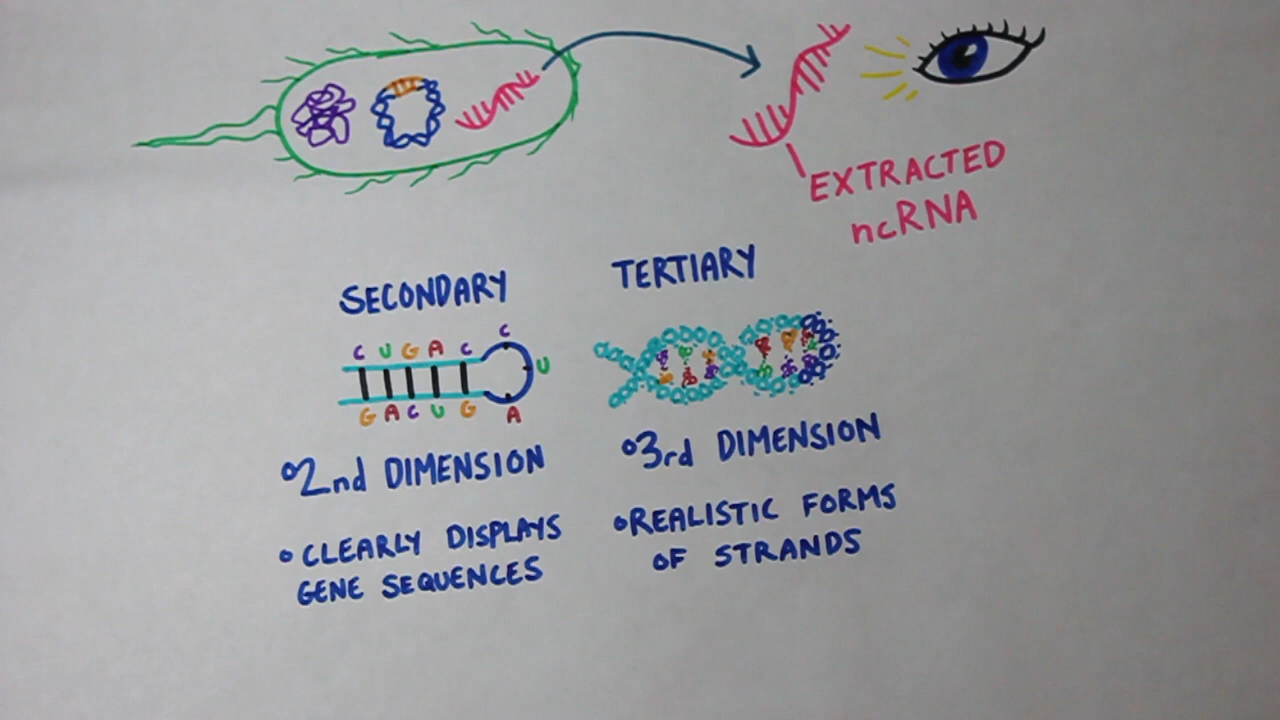 EXTRACTED
ncRNA
SECONDARY
TERTIARY
C U G A C C
U
G A C U G A
2nd DIMENSION
3rd DIMENSION
CLEARLY DISPLAYS
GENE SEQUENCES
REALISTIC FORMS
OF STRANDS